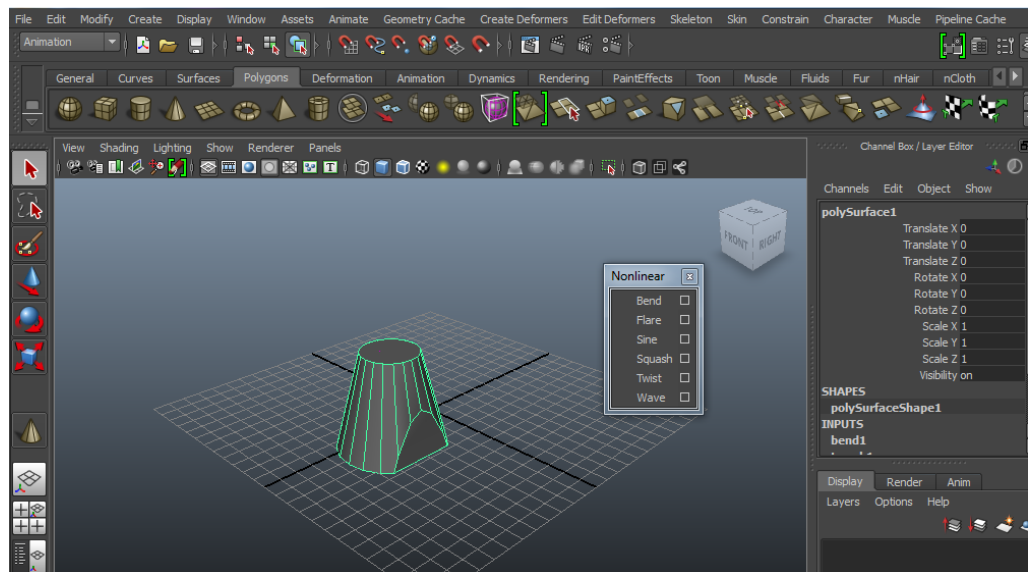 File Edit Modify Create Display Window Assets Animate Geometry Cache Create Deformers Edit Deformers Skeleton Skin Constrain Character Muscle Pipeline Cache
Animation
General Curves Surfaces Polygons Deformation Animation Dynamics Rendering PaintEffects Toon Muscle Fluids Fur nHair nCloth
View Shading Lighting Show Renderer Panels
Channel Box / Layer Editor
Channels Edit Object Show
polySurface1
Translate X 0
Translate Y 0
Translate Z 0
Rotate X 0
Rotate Y 0
Rotate Z 0
Scale X 1
Scale Y 1
Scale Z 1
Visibility on
SHAPES
polySurfaceShape1
INPUTS
bend1
TOP
FRONT RIGHT
Nonlinear
Bend
Flare
Sine
Squash
Twist
Wave
Display Render Anim
Layers Options Help